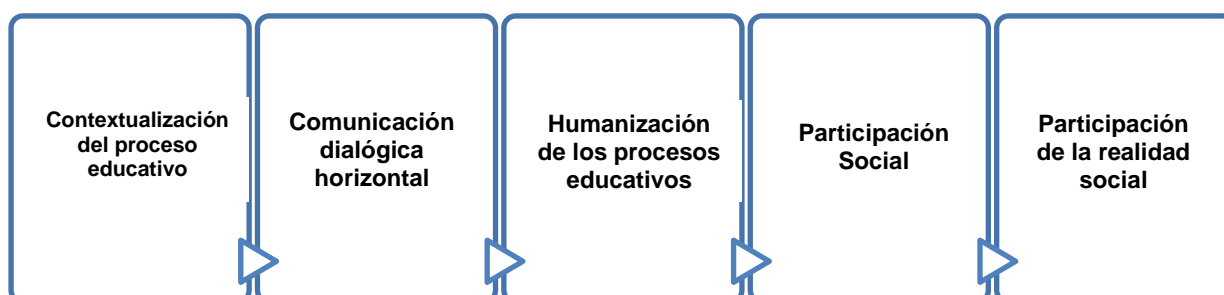 Contextualización
del proceso
educativo
Comunicación
dialógica
horizontal
Humanización
de los procesos
educativos
Participación
Social
Participación
de la realidad
social